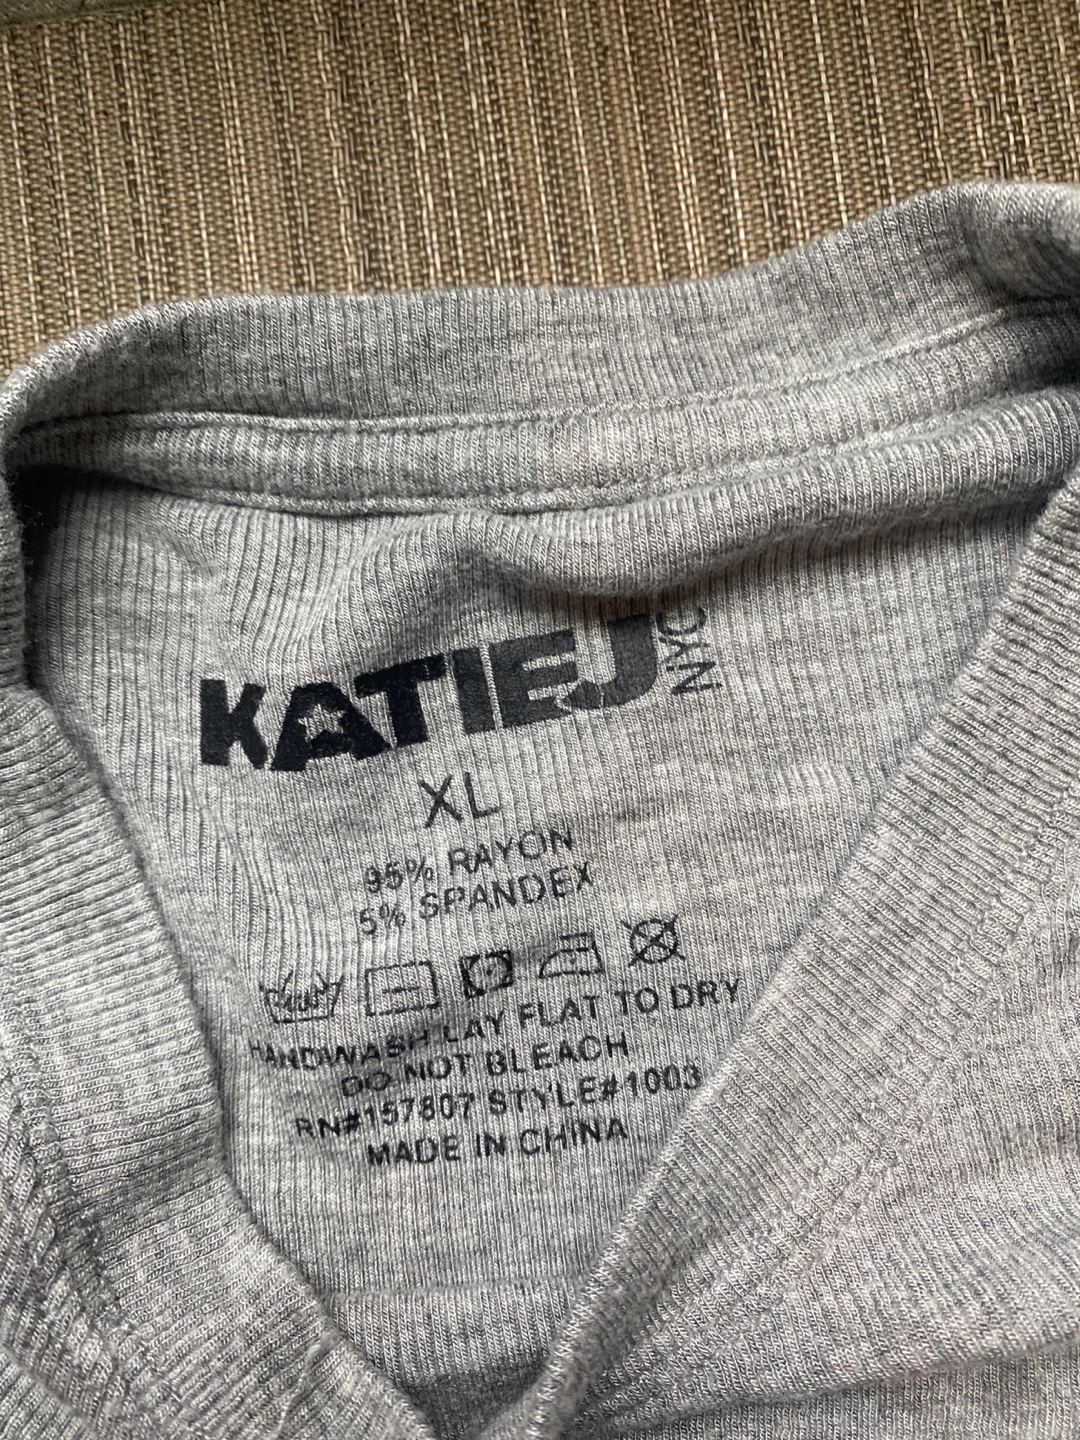 KATIEJ NYC
XL
95% RAYON
5% SPANDEX
HANDWASH LAY FLAT TO DRY
DO NOT BLEACH
RN#157807 STYLE#1003
MADE IN CHINA